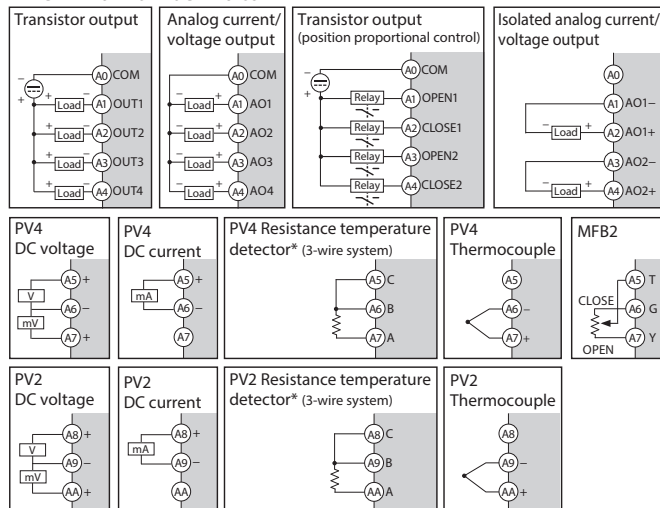 Transistor output
− +
A0 COM
+ Load − A1 OUT1
+ Load − A2 OUT2
+ Load − A3 OUT3
+ Load − A4 OUT4
Analog current/
voltage output
A0 COM
− Load + A1 AO1
− Load + A2 AO2
− Load + A3 AO3
− Load + A4 AO4
Transistor output
(position proportional control)
− +
A0 COM
Relay A1 OPEN1
Relay A2 CLOSE1
Relay A3 OPEN2
Relay A4 CLOSE2
Isolated analog current/
voltage output
A0
A1 AO1−
− Load + A2 AO1+
A3 AO2−
− Load + A4 AO2+
PV4
DC voltage
A5 +
V
A6 −
mV
A7 +
PV4
DC current
A5 +
mA
A6 −
A7
PV4 Resistance temperature
detector* (3-wire system)
A5 C
A6 B
A7 A
PV4
Thermocouple
A5
A6 −
A7 +
MFB2
A5 T
CLOSE
A6 G
A7 Y
OPEN
PV2
DC voltage
A8 +
V
A9 −
mV
AA +
PV2
DC current
A8 +
mA
A9 −
AA
PV2 Resistance temperature
detector* (3-wire system)
A8 C
A9 B
AA A
PV2
Thermocouple
A8
A9 −
AA +